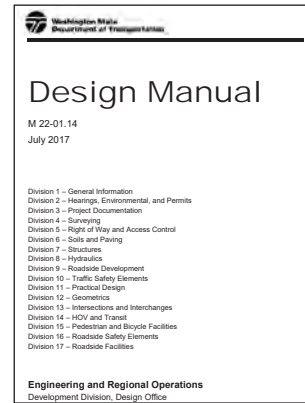 Washington State
Department of Transportation
Design Manual
M 22-01.14
July 2017
Division 1 – General Information
Division 2 – Hearings, Environmental, and Permits
Division 3 – Project Documentation
Division 4 – Surveying
Division 5 – Right of Way and Access Control
Division 6 – Soils and Paving
Division 7 – Structures
Division 8 – Hydraulics
Division 9 – Roadside Development
Division 10 – Traffic Safety Elements
Division 11 – Practical Design
Division 12 – Geometrics
Division 13 – Intersections and Interchanges
Division 14 – HOV and Transit
Division 15 – Pedestrian and Bicycle Facilities
Division 16 – Roadside Safety Elements
Division 17 – Roadside Facilities
Engineering and Regional Operations
Development Division, Design Office